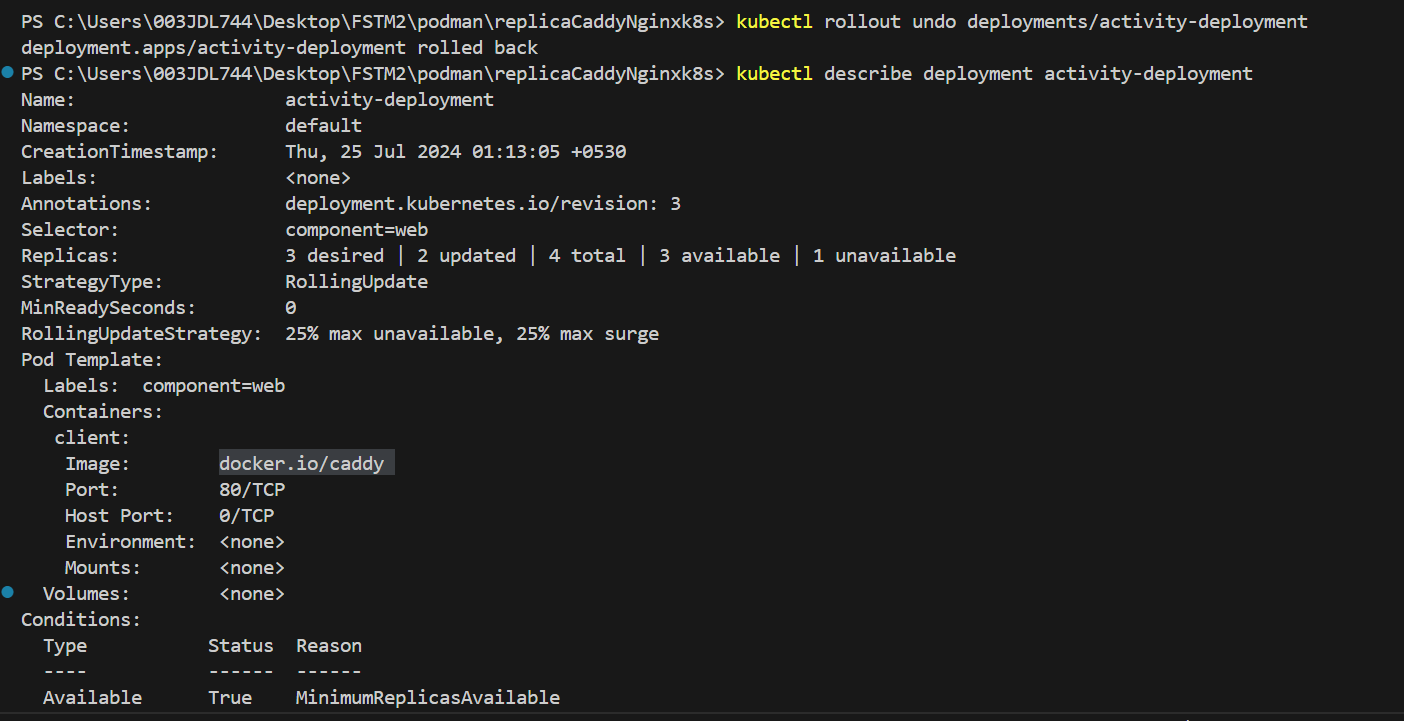 PS C:\Users\003JDL744\Desktop\FSTM2\podman\replicaCaddyNginxk8s> kubectl rollout undo deployments/activity-deployment
deployment.apps/activity-deployment rolled back
PS C:\Users\003JDL744\Desktop\FSTM2\podman\replicaCaddyNginxk8s> kubectl describe deployment activity-deployment
Name:                   activity-deployment
Namespace:              default
CreationTimestamp:      Thu, 25 Jul 2024 01:13:05 +0530
Labels:                 <none>
Annotations:            deployment.kubernetes.io/revision: 3
Selector:               component=web
Replicas:               3 desired | 2 updated | 4 total | 3 available | 1 unavailable
StrategyType:           RollingUpdate
MinReadySeconds:        0
RollingUpdateStrategy:  25% max unavailable, 25% max surge
Pod Template:
  Labels:  component=web
  Containers:
   client:
    Image:        docker.io/caddy
    Port:         80/TCP
    Host Port:    0/TCP
    Environment:  <none>
    Mounts:       <none>
  Volumes:        <none>
Conditions:
  Type           Status  Reason
  ----           ------  ------
  Available      True    MinimumReplicasAvailable